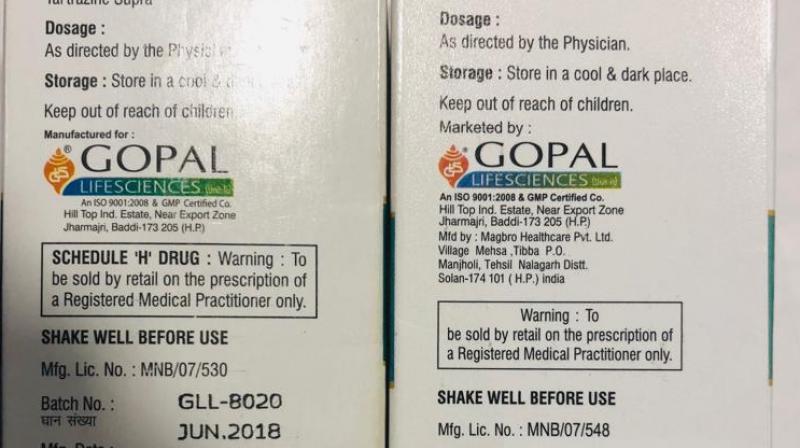 Tartrazine Supra
Dosage :
As directed by the Physici
Storage : Store in a cool & dark
Keep out of reach of children
Manufactured for :
GOPAL
LIFESCIENCES
An ISO 9001:2008 & GMP Certified Co.
Hill Top Ind. Estate, Near Export Zone
Jharmajri, Baddi-173 205 (H.P.)
SCHEDULE 'H' DRUG : Warning : To
be sold by retail on the prescription of
a Registered Medical Practitioner only.
SHAKE WELL BEFORE USE
Mfg. Lic. No. : MNB/07/530
Batch No. : GLL-8020
घान संख्या
JUN.2018
Mfg. Date :
Dosage :
As directed by the Physician.
Storage : Store in a cool & dark place.
Keep out of reach of children.
Marketed by :
GOPAL
LIFESCIENCES
An ISO 9001:2008 & GMP Certified Co.
Hill Top Ind. Estate, Near Export Zone
Jharmajri, Baddi-173 205 (H.P.)
Mfd by : Magbro Healthcare Pvt. Ltd.
Village Mehsa ,Tibba P.O.
Manjholi, Tehsil Nalagarh Distt.
Solan-174 101 ( H.P.) india
Warning : To
be sold by retail on the prescription of
a Registered Medical Practitioner only.
SHAKE WELL BEFORE USE
Mfg. Lic. No. : MNB/07/548